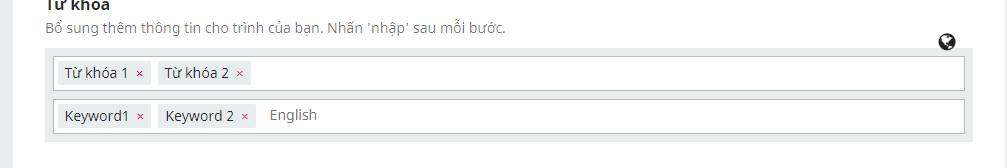 Từ khóa
Bổ sung thêm thông tin cho trình của bạn. Nhấn 'nhập' sau mỗi bước.
Từ khóa 1 × Từ khóa 2 ×
Keyword1 × Keyword 2 × English